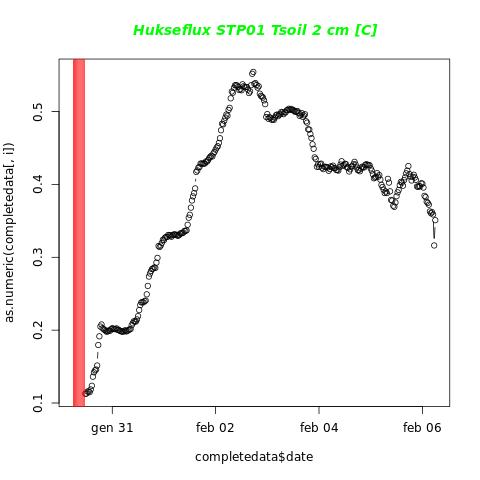 Hukseflux STP01 Tsoil 2 cm [C]
as.numeric(completedata[, i])
0.5
0.4
0.3
0.2
0.1
gen 31
feb 02
feb 04
feb 06
completedata$date